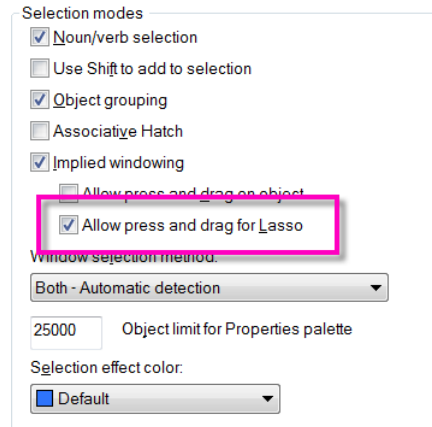 Selection modes
Noun/verb selection
Use Shift to add to selection
Object grouping
Associative Hatch
Implied windowing
Allow press and drag on object
Allow press and drag for Lasso
Window selection method:
Both - Automatic detection
25000 Object limit for Properties palette
Selection effect color:
Default